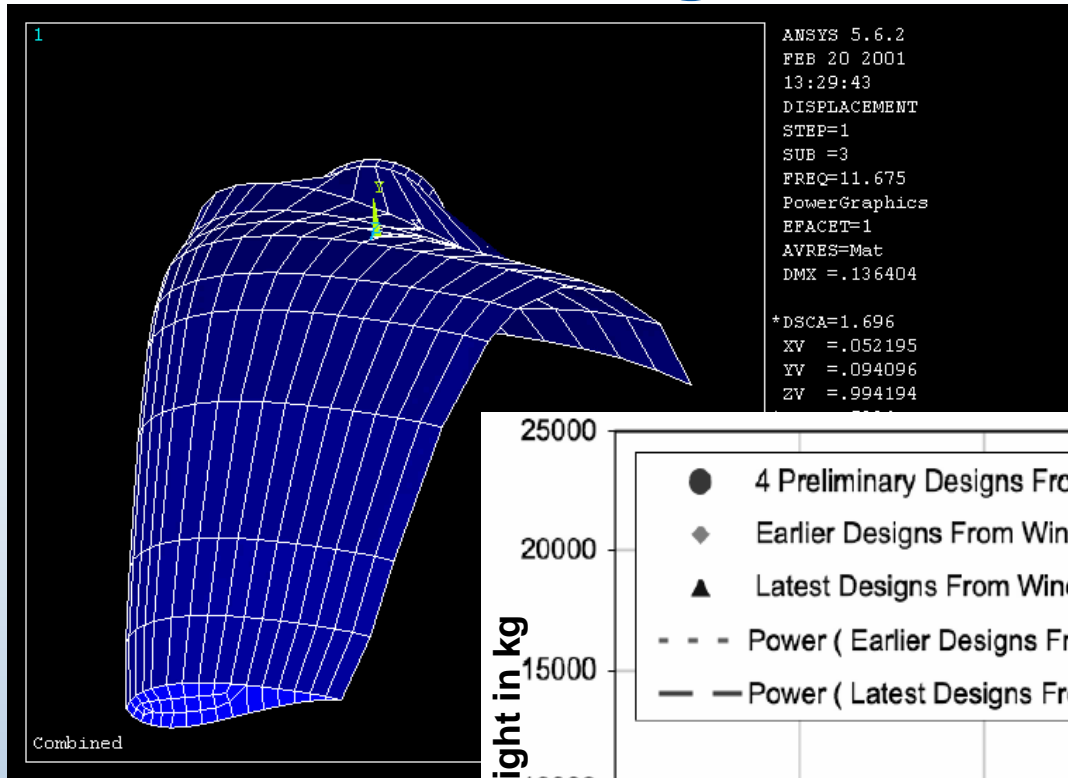 1
ANSYS 5.6.2
FEB 20 2001
13:29:43
DISPLACEMENT
STEP=1
SUB =3
FREQ=11.675
PowerGraphics
EFACET=1
AVRES=Mat
DMX =.136404
*DSCA=1.696
XV =.052195
YV =.094096
ZV =.994194
Y
Combined
25000
20000
15000
ight in kg
4 Preliminary Designs Fro
Earlier Designs From Win
Latest Designs From Wind
Power ( Earlier Designs Fr
Power ( Latest Designs Fr